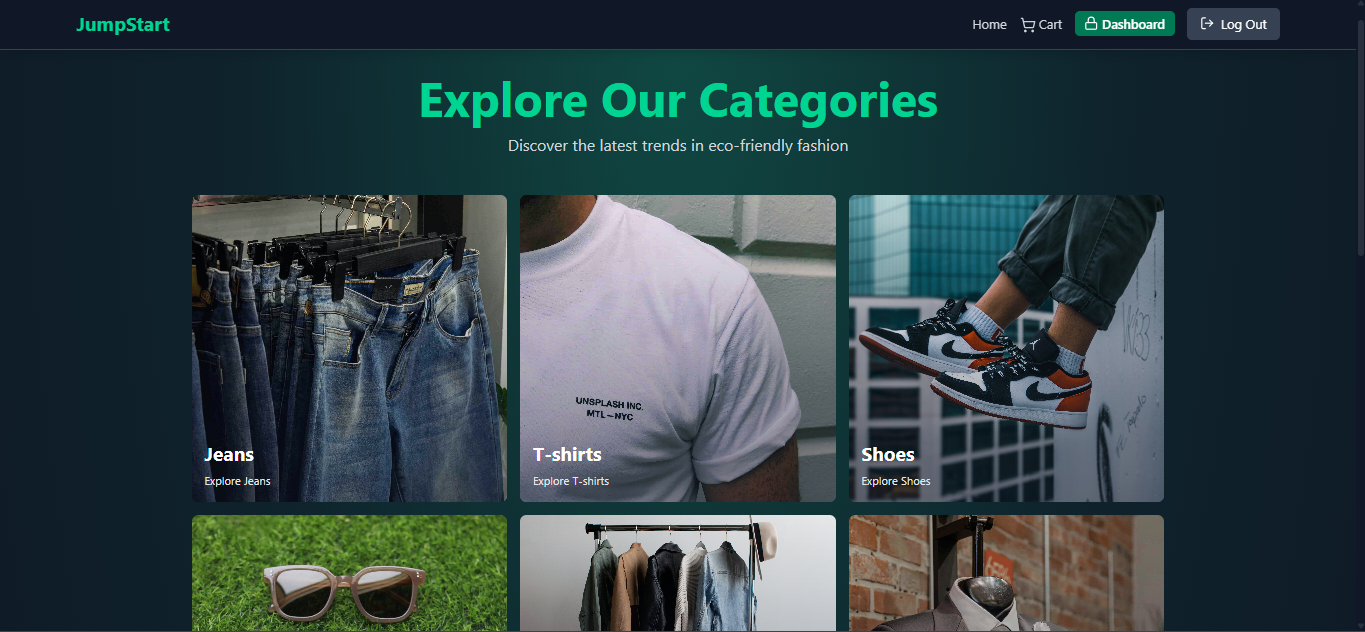 JumpStart
Home Cart Dashboard Log Out
Explore Our Categories
Discover the latest trends in eco-friendly fashion
UNSPLASH INC.
MTL—NYC
Jeans
Explore Jeans
T-shirts
Explore T-shirts
Shoes
Explore Shoes